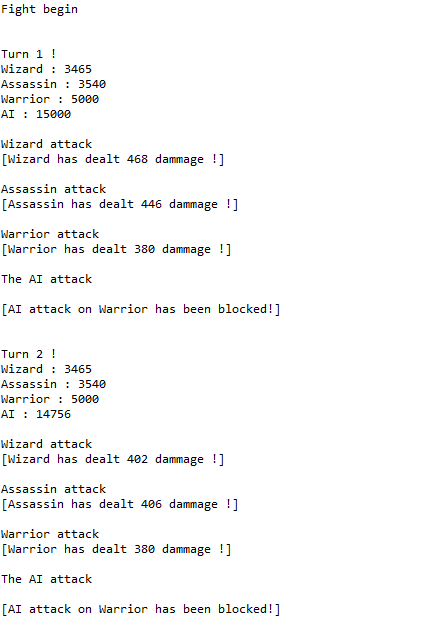 Fight begin
Turn 1 !
Wizard : 3465
Assassin : 3540
Warrior : 5000
AI : 15000
Wizard attack
[Wizard has dealt 468 dammage !]
Assassin attack
[Assassin has dealt 446 dammage !]
Warrior attack
[Warrior has dealt 380 dammage !]
The AI attack
[AI attack on Warrior has been blocked!]
Turn 2 !
Wizard : 3465
Assassin : 3540
Warrior : 5000
AI : 14756
Wizard attack
[Wizard has dealt 402 dammage !]
Assassin attack
[Assassin has dealt 406 dammage !]
Warrior attack
[Warrior has dealt 380 dammage !]
The AI attack
[AI attack on Warrior has been blocked!]